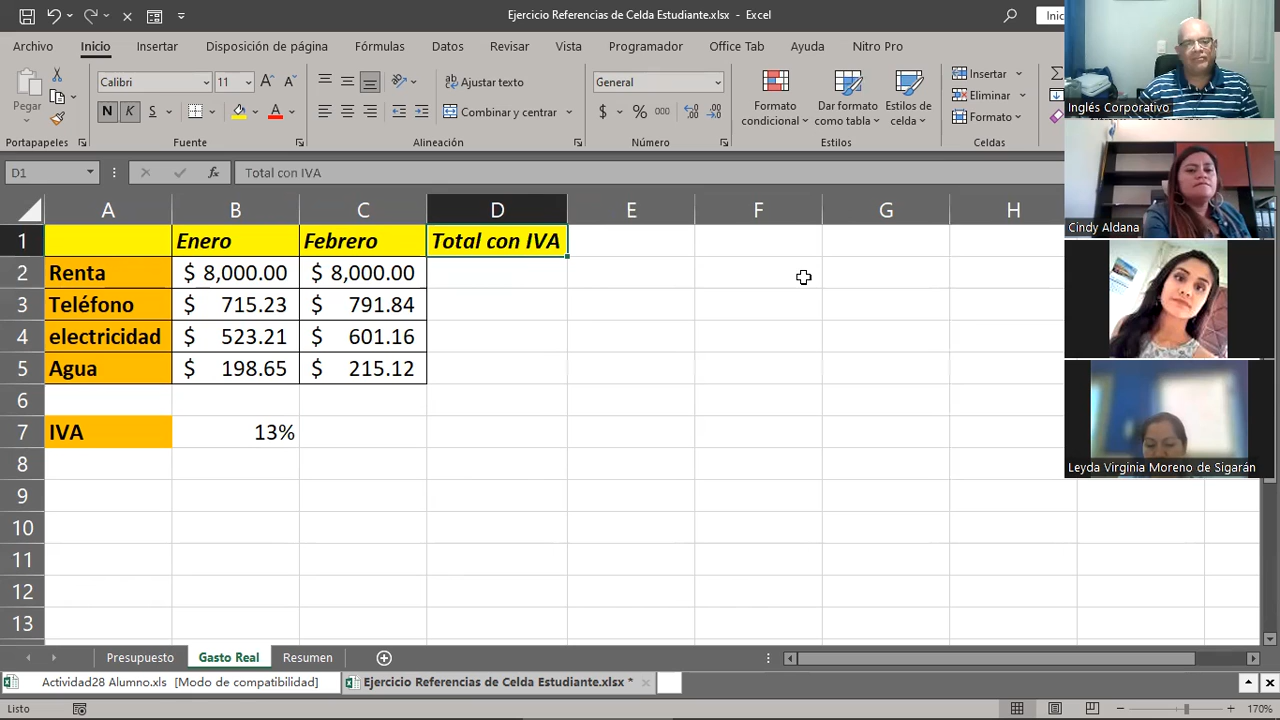 Ejercicio Referencias de Celda Estudiante.xlsx - Excel
Inic
Archivo Inicio Insertar Disposición de página Fórmulas Datos Revisar Vista Programador Office Tab Ayuda Nitro Pro
Pegar
Calibri 11
N K S
Ajustar texto
Combinar y centrar
General
$ % 000
Formato condicional
Dar formato como tabla
Estilos de celda
Insertar
Eliminar
Formato
Portapapeles Fuente Alineación Número Estilos Celdas
D1 fx Total con IVA
A B C D E F G H
1 Enero Febrero Total con IVA
2 Renta $ 8,000.00 $ 8,000.00
3 Teléfono $ 715.23 $ 791.84
4 electricidad $ 523.21 $ 601.16
5 Agua $ 198.65 $ 215.12
6
7 IVA 13%
8
9
10
11
12
13
Inglés Corporativo
Cindy Aldana
Leyda Virginia Moreno de Sigarán
Presupuesto Gasto Real Resumen
Actividad28 Alumno.xls [Modo de compatibilidad] Ejercicio Referencias de Celda Estudiante.xlsx *
Listo 170%